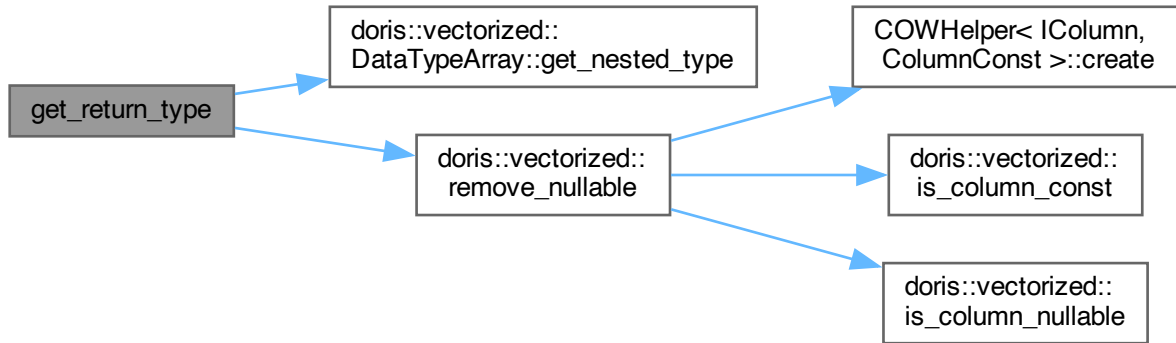 get_return_type
doris::vectorized::
DataTypeArray::get_nested_type
doris::vectorized::
remove_nullable
COWHelper< IColumn,
ColumnConst >::create
doris::vectorized::
is_column_const
doris::vectorized::
is_column_nullable